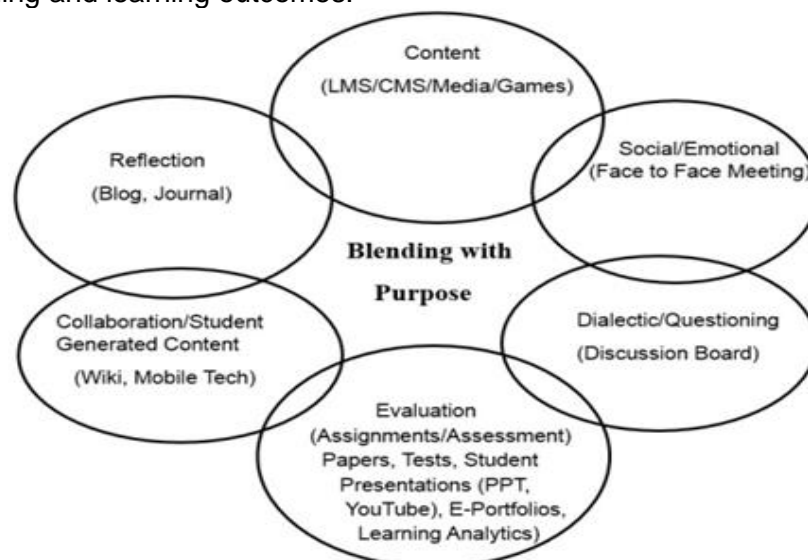 and learning outcomes.
Content
(LMS/CMS/Media/Games)
Social/Emotional
(Face to Face Meeting)
Reflection
(Blog, Journal)
Blending with
Purpose
Collaboration/Student
Generated Content
(Wiki, Mobile Tech)
Dialectic/Questioning
(Discussion Board)
Evaluation
(Assignments/Assessment)
Papers, Tests, Student
Presentations (PPT,
YouTube), E-Portfolios,
Learning Analytics)